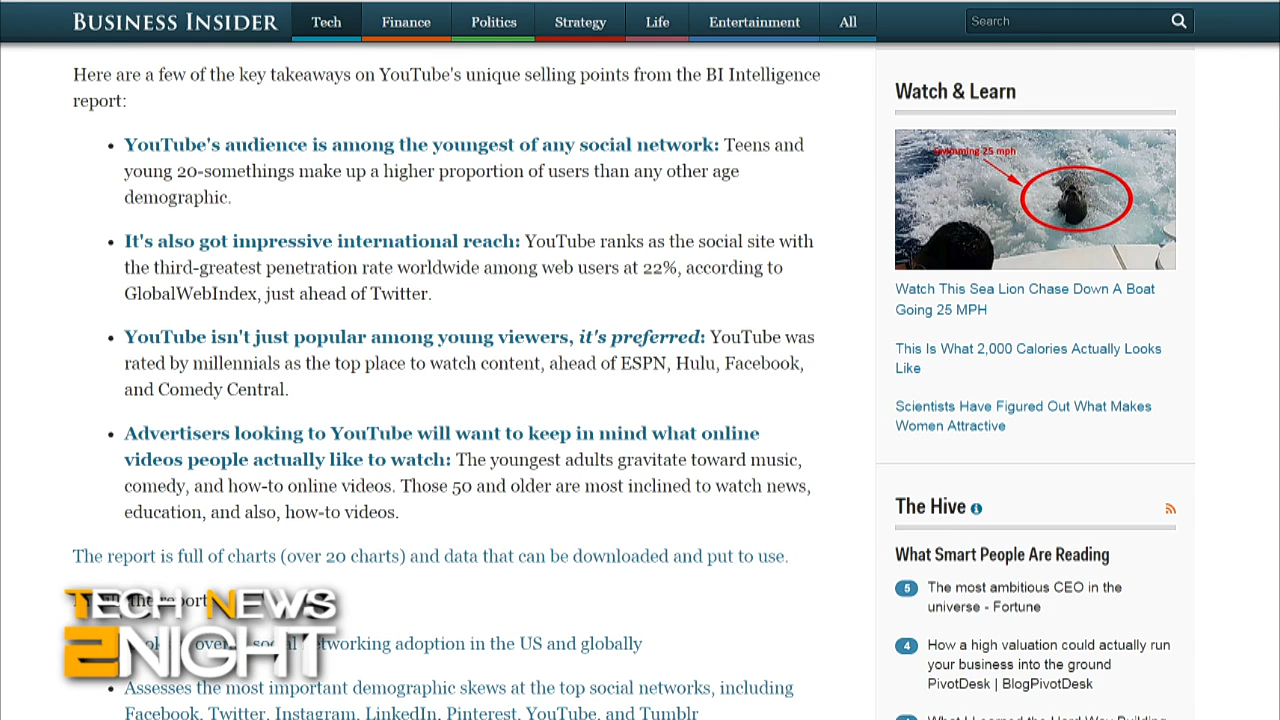 BUSINESS INSIDER
Tech
Finance
Politics
Strategy
Life
Entertainment
All
Search
Here are a few of the key takeaways on YouTube's unique selling points from the BI Intelligence
report:
• YouTube's audience is among the youngest of any social network: Teens and
young 20-somethings make up a higher proportion of users than any other age
demographic.
• It's also got impressive international reach: YouTube ranks as the social site with
the third-greatest penetration rate worldwide among web users at 22%, according to
GlobalWebIndex, just ahead of Twitter.
• YouTube isn't just popular among young viewers, it's preferred: YouTube was
rated by millennials as the top place to watch content, ahead of ESPN, Hulu, Facebook,
and Comedy Central.
• Advertisers looking to YouTube will want to keep in mind what online
videos people actually like to watch: The youngest adults gravitate toward music,
comedy, and how-to online videos. Those 50 and older are most inclined to watch news,
education, and also, how-to videos.
The report is full of charts (over 20 charts) and data that can be downloaded and put to use.
the report
over social networking adoption in the US and globally
• Assesses the most important demographic skews at the top social networks, including
Facebook, Twitter, Instagram, LinkedIn, Pinterest, YouTube, and Tumblr
TECH NEWS
2NIGHT
Watch & Learn
Swimming 25 mph
Watch This Sea Lion Chase Down A Boat
Going 25 MPH
This Is What 2,000 Calories Actually Looks
Like
Scientists Have Figured Out What Makes
Women Attractive
The Hive
What Smart People Are Reading
5
The most ambitious CEO in the
universe - Fortune
4
How a high valuation could actually run
your business into the ground
PivotDesk | BlogPivotDesk
What I Learned the Hard Way Building